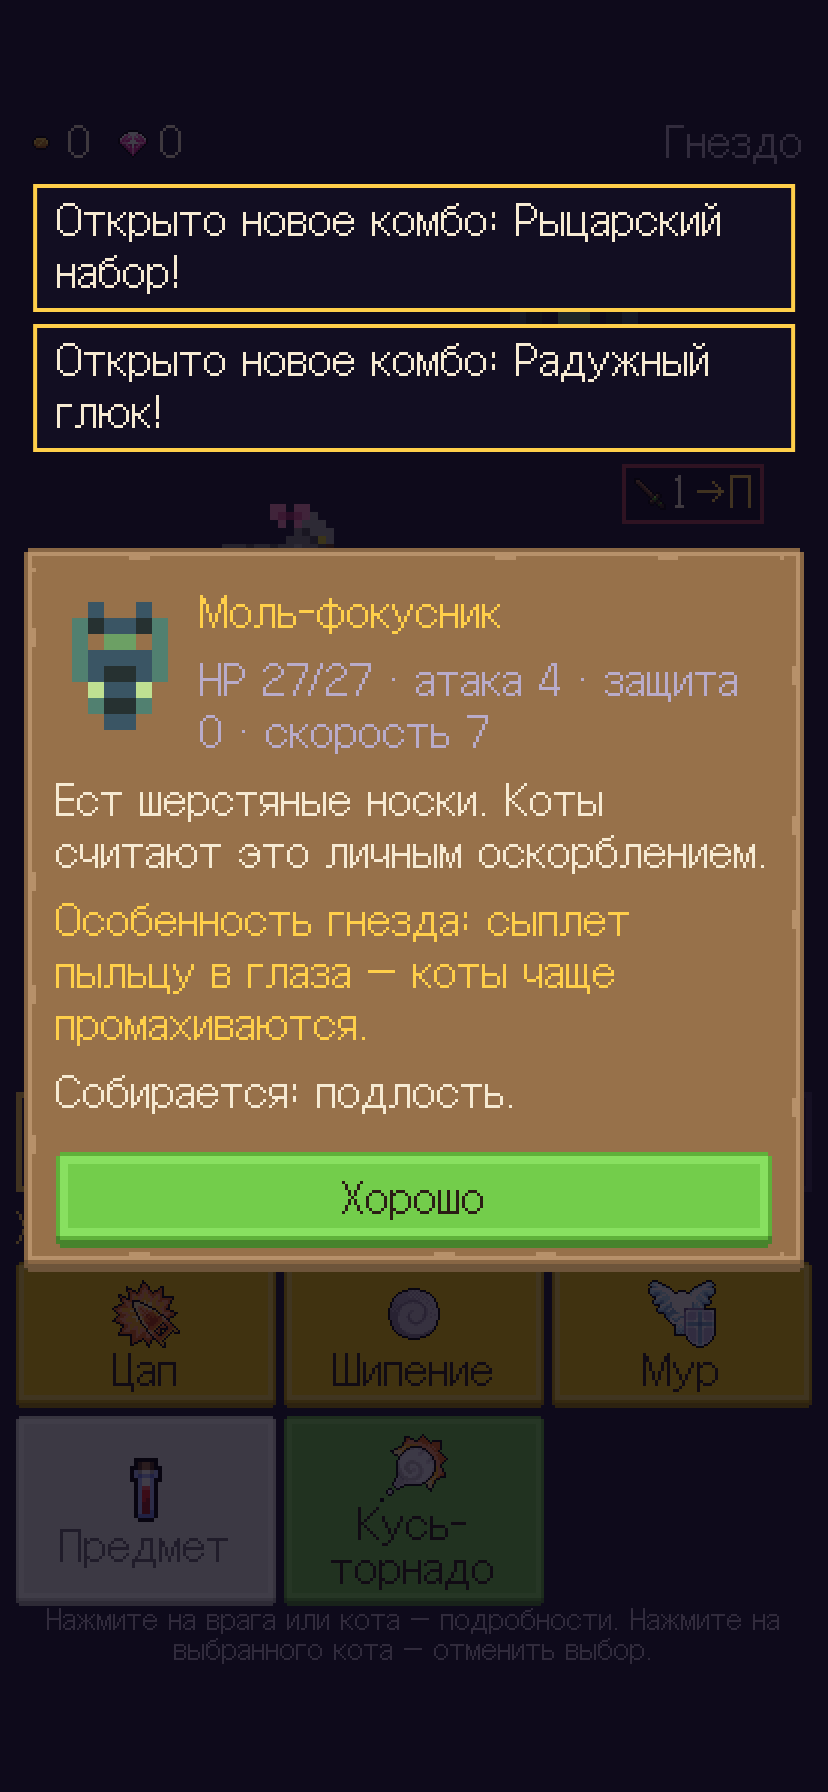 0 0 Гнездо
Открыто новое комбо: Рыцарский
набор!
Открыто новое комбо: Радужный
глюк!
1→П
Моль-фокусник
HP 27/27 · атака 4 · защита
0 · скорость 7
Ест шерстяные носки. Коты
считают это личным оскорблением.
Особенность гнезда: сыплет
пыльцу в глаза — коты чаще
промахиваются.
Собирается: подлость.
Хорошо
Цап Шипение Мур
Предмет Кусь-
торнадо
Нажмите на врага или кота — подробности. Нажмите на
выбранного кота — отменить выбор.